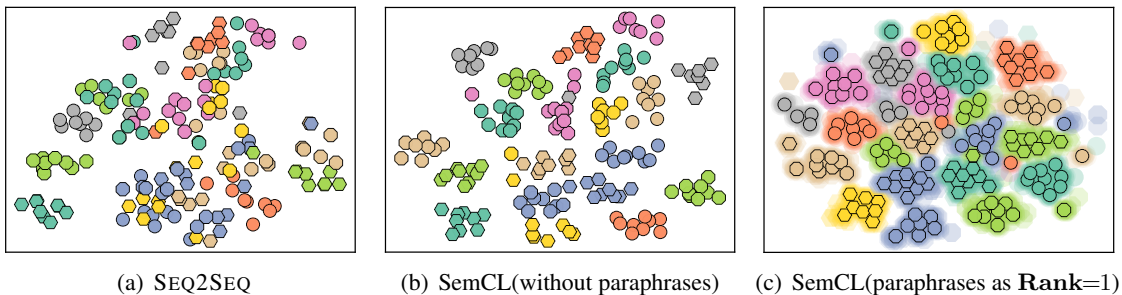 (a) SEQ2SEQ
(b) SemCL(without paraphrases)
(c) SemCL(paraphrases as Rank=1)